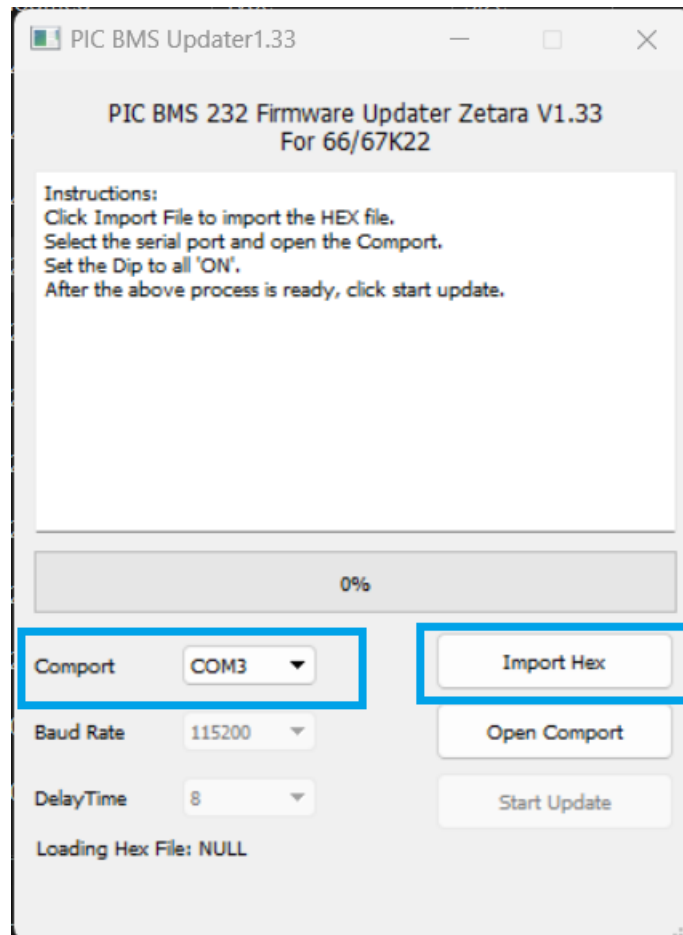 PIC BMS Updater1.33
PIC BMS 232 Firmware Updater Zetara V1.33
For 66/67K22
Instructions:
Click Import File to import the HEX file.
Select the serial port and open the Comport.
Set the Dip to all 'ON'.
After the above process is ready, click start update.
0%
Comport COM3 Import Hex
Baud Rate 115200 Open Comport
DelayTime 8 Start Update
Loading Hex File: NULL